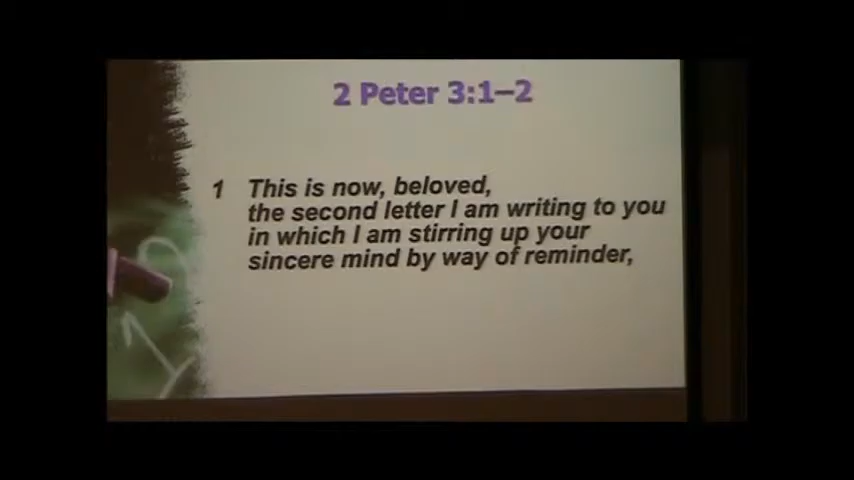 2 Peter 3:1–2
1 This is now, beloved,
the second letter I am writing to you
in which I am stirring up your
sincere mind by way of reminder,